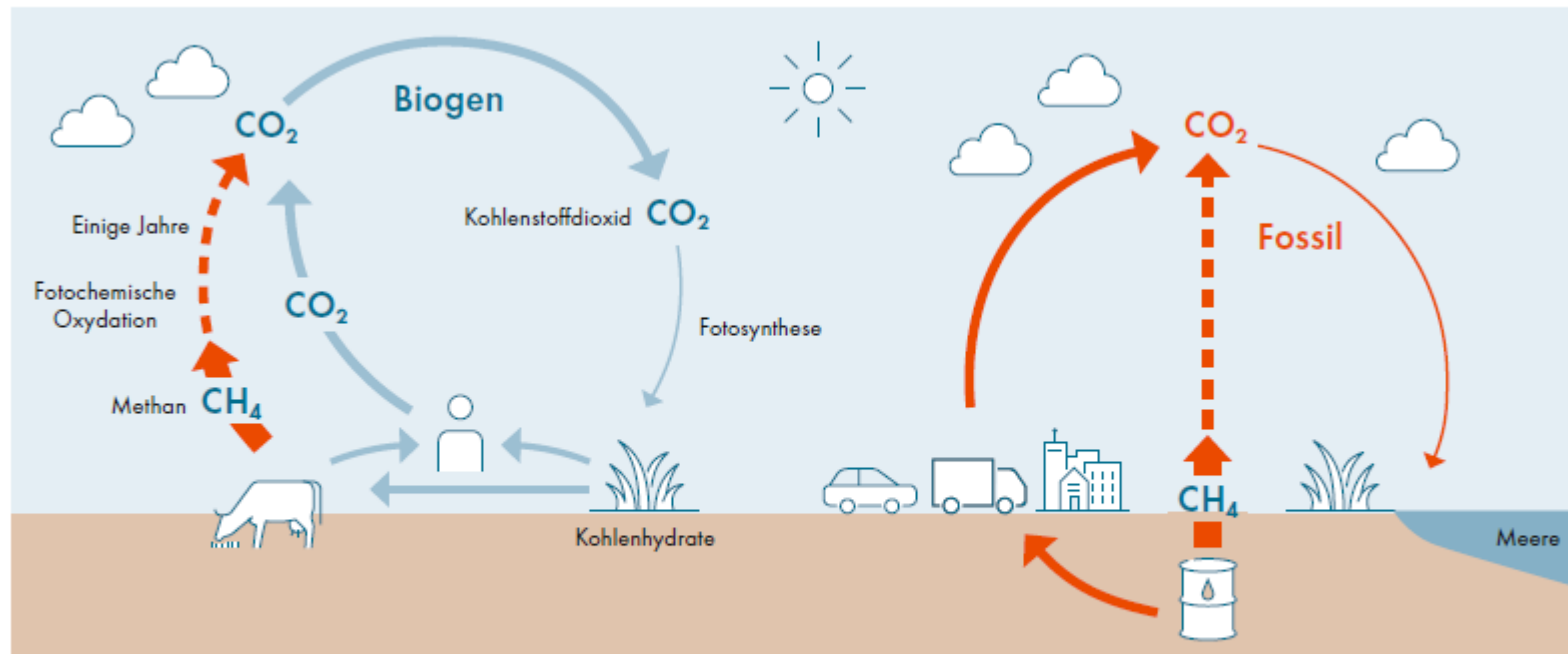 Biogen
CO₂
CO₂
Kohlenstoffdioxid CO₂
Einige Jahre
Fossil
Fotochemische
Oxydation
CO₂
Fotosynthese
Methan CH₄
CH₄
Kohlenhydrate
Meere